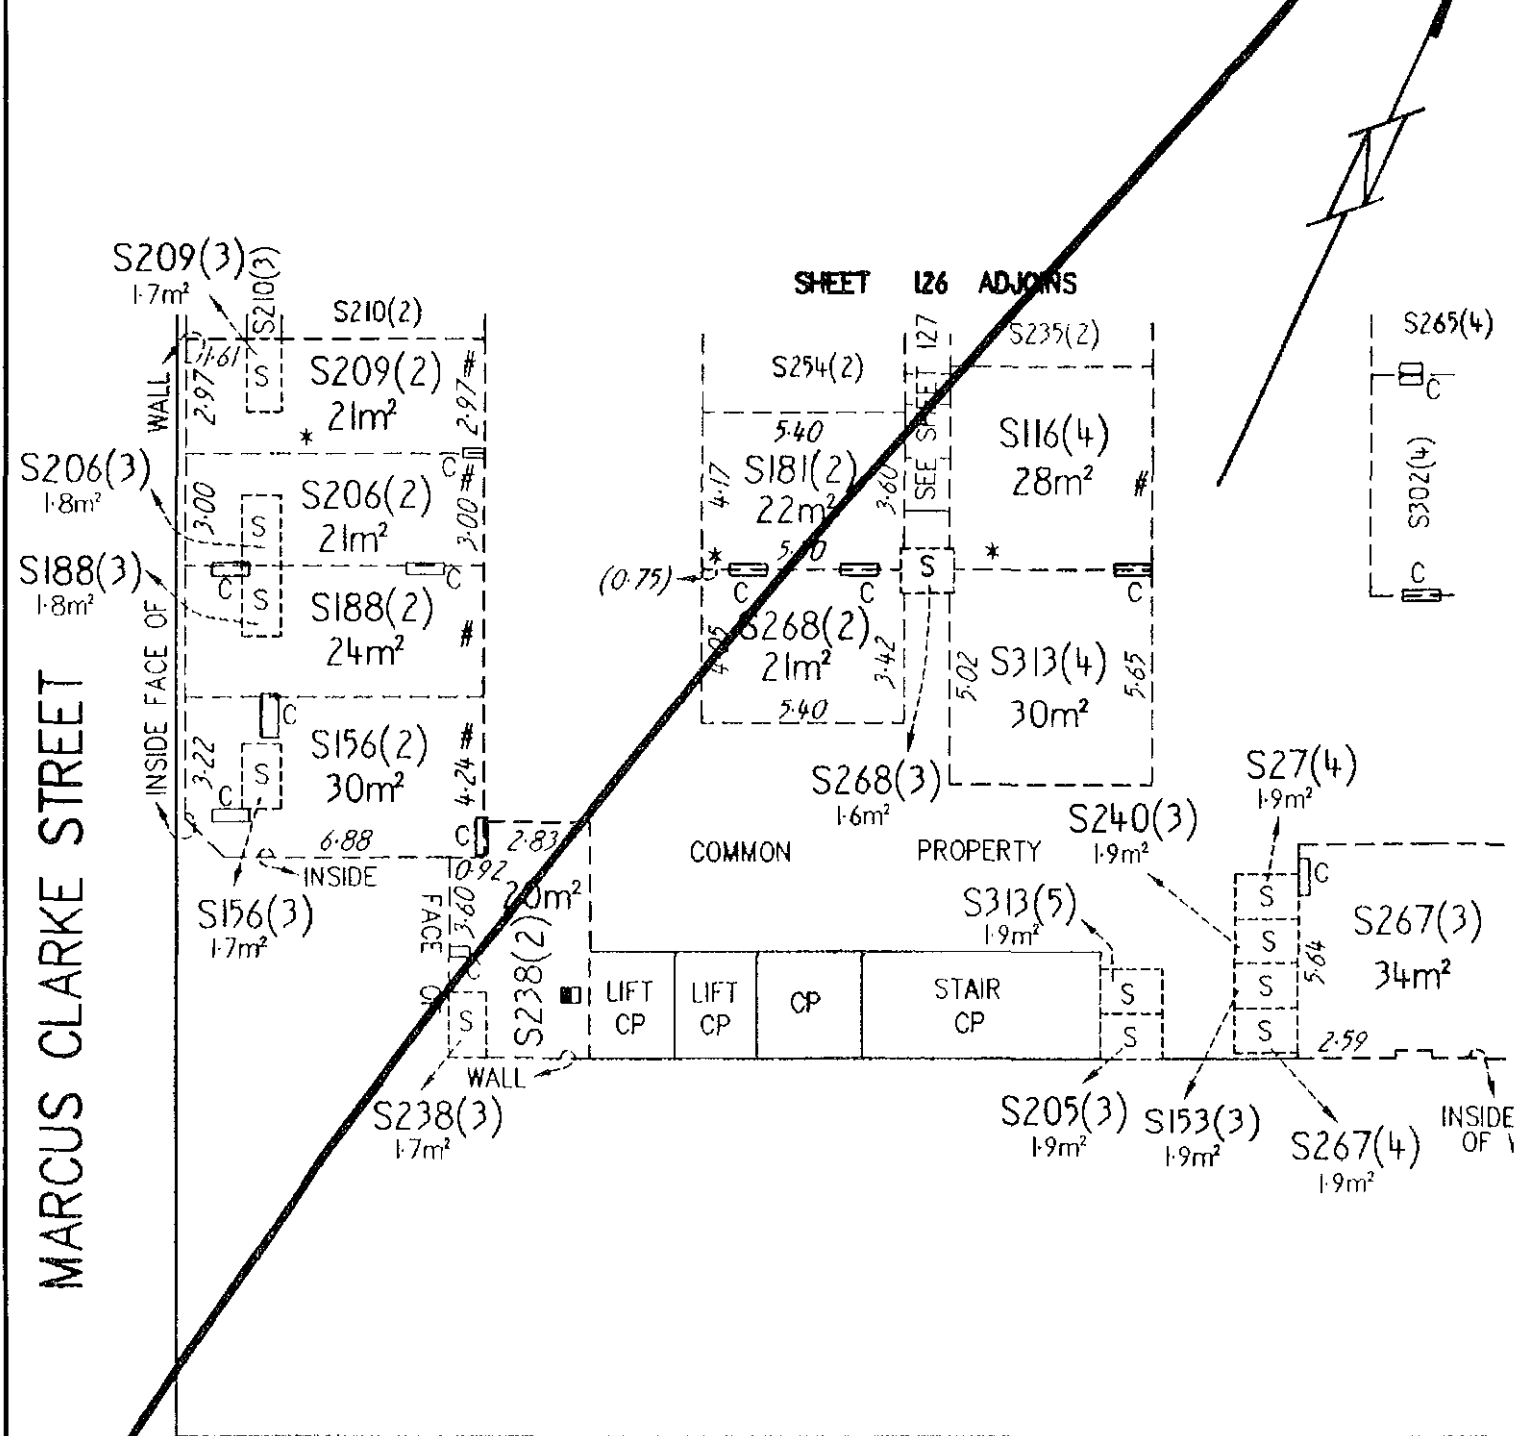 SHEET 126 ADJOINS
S209(3)
1·7m²
S210(3)
S210(2)
1·61
S
S209(2)
21m²
2·97
#
2·97
*
WALL
S206(3)
1·8m²
S206(2)
21m²
3·00
S
C
#
3·00
S188(3)
1·8m²
C
C
S
S188(2)
24m²
#
INSIDE FACE OF
S156(2)
30m²
C
#
4·24
3·22
S
C
6·88
INSIDE
S156(3)
1·7m²
MARCUS CLARKE STREET
C
2·83
0·92
20m²
FACE OF
3·60
C
S238(2)
S
WALL
S238(3)
1·7m²
S254(2)
5·40
S181(2)
22m²
4·17
3·60
5·40
*
(0·75)
C
C
S268(2)
21m²
4·05
3·42
5·40
SEE SHEET 127
S
S268(3)
1·6m²
S235(2)
S116(4)
28m²
#
*
C
S313(4)
30m²
5·02
5·65
S265(4)
C
S302(4)
C
COMMON PROPERTY
LIFT
CP
LIFT
CP
CP
STAIR
CP
S313(5)
1·9m²
S
S
S205(3)
1·9m²
S240(3)
1·9m²
S27(4)
1·9m²
S
S
S
S
S153(3)
1·9m²
S267(4)
1·9m²
C
S267(3)
34m²
5·64
2·59
INSIDE
OF